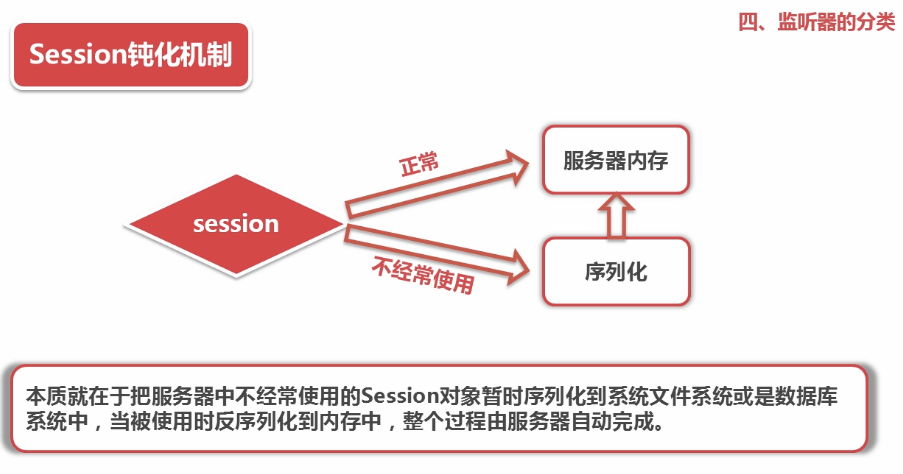 四、监听器的分类
Session钝化机制
正常
服务器内存
session
不经常使用
序列化
本质就在于把服务器中不经常使用的Session对象暂时序列化到系统文件系统或是数据库
系统中，当被使用时反序列化到内存中，整个过程由服务器自动完成。